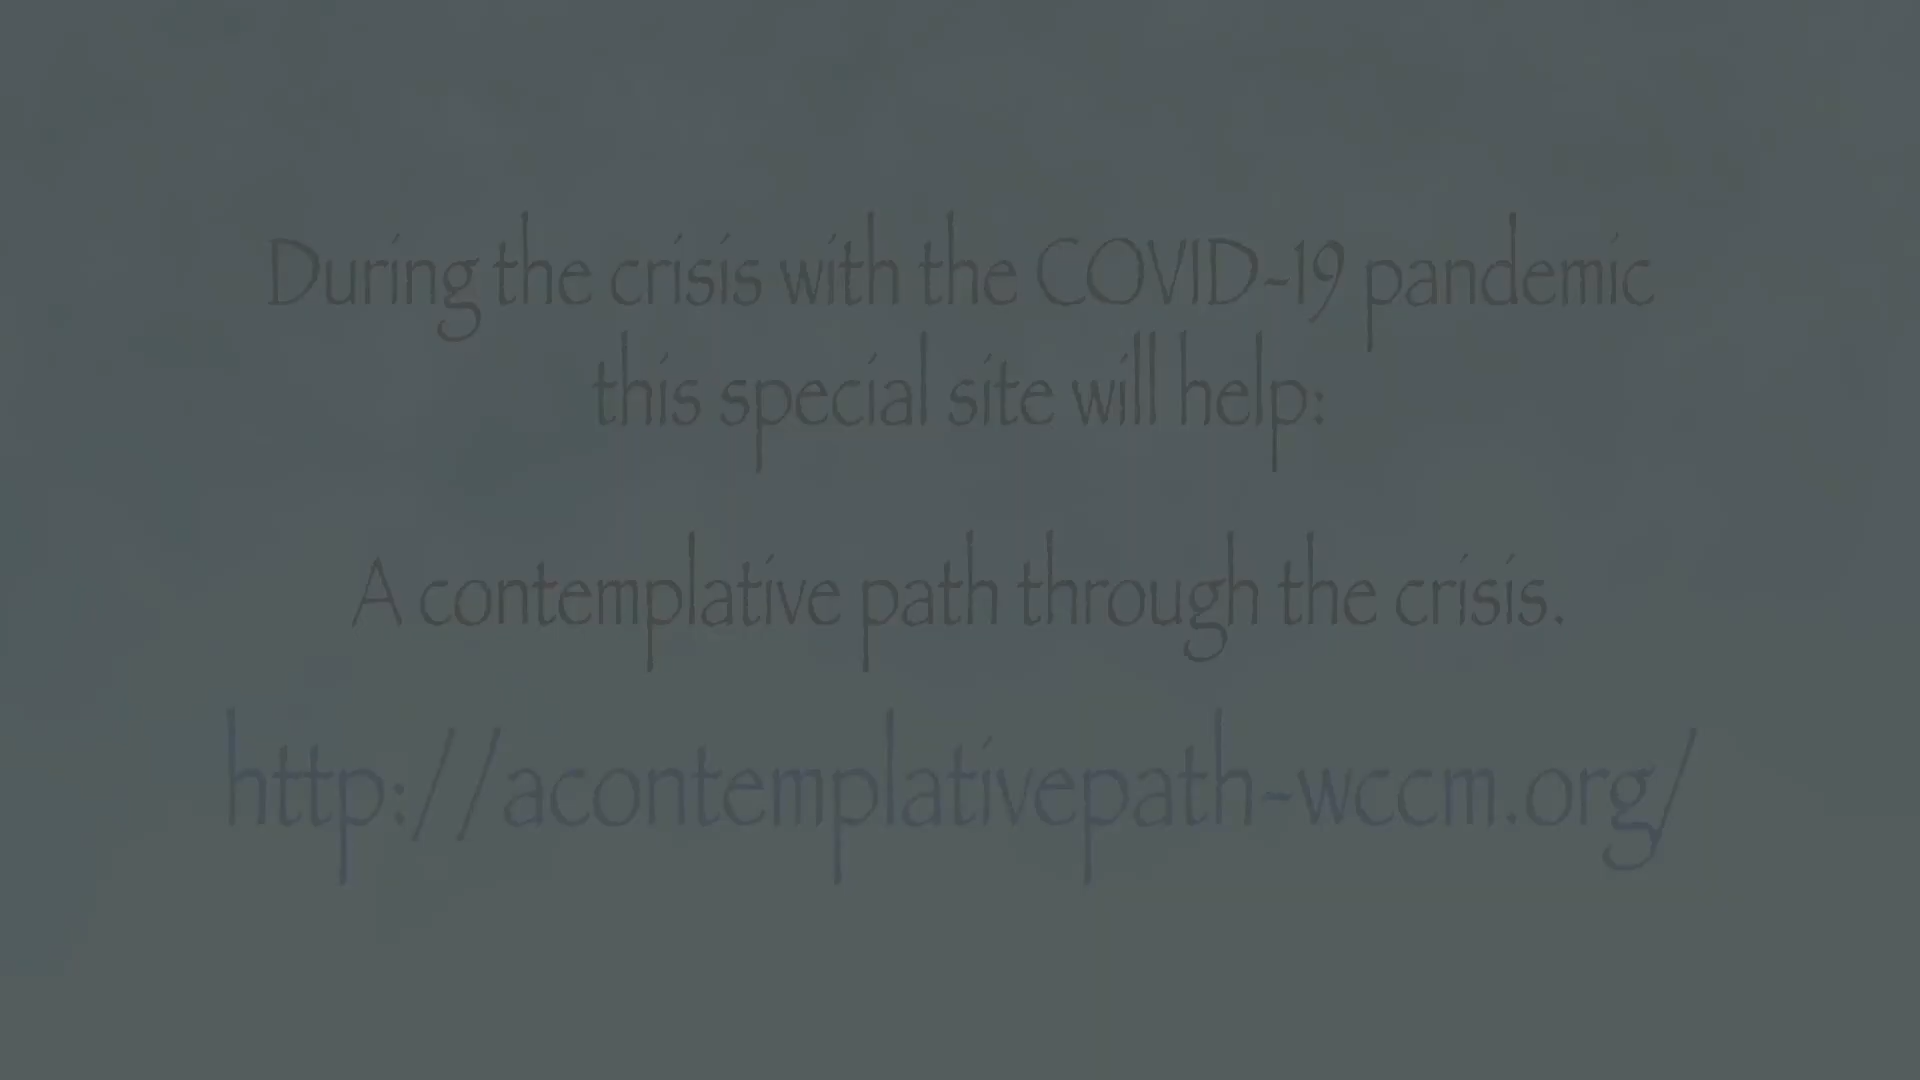 During the crisis with the COVID-19 pandemic
this special site will help:
A contemplative path through the crisis.
http://acontemplativepath-wccm.org/